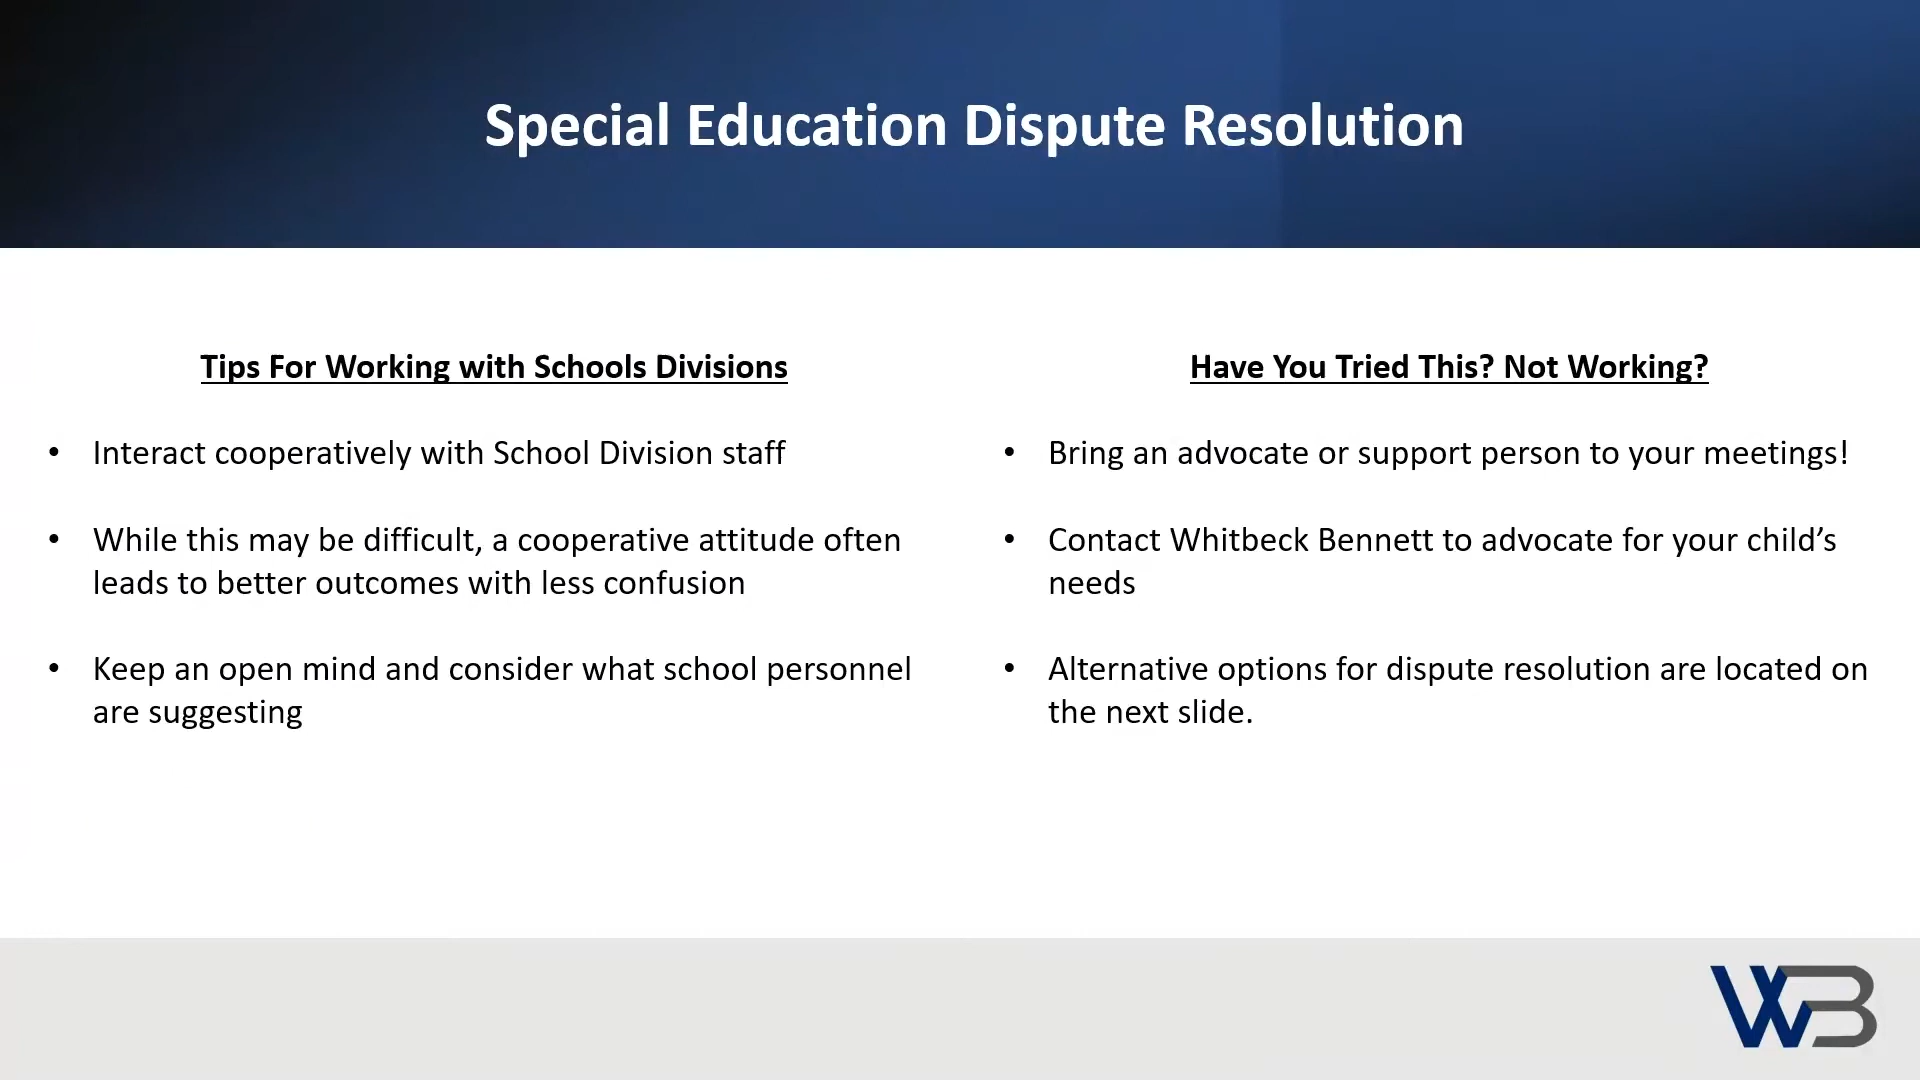 Special Education Dispute Resolution
Tips For Working with Schools Divisions
• Interact cooperatively with School Division staff
• While this may be difficult, a cooperative attitude often
leads to better outcomes with less confusion
• Keep an open mind and consider what school personnel
are suggesting
Have You Tried This? Not Working?
• Bring an advocate or support person to your meetings!
• Contact Whitbeck Bennett to advocate for your child’s
needs
• Alternative options for dispute resolution are located on
the next slide.
WB